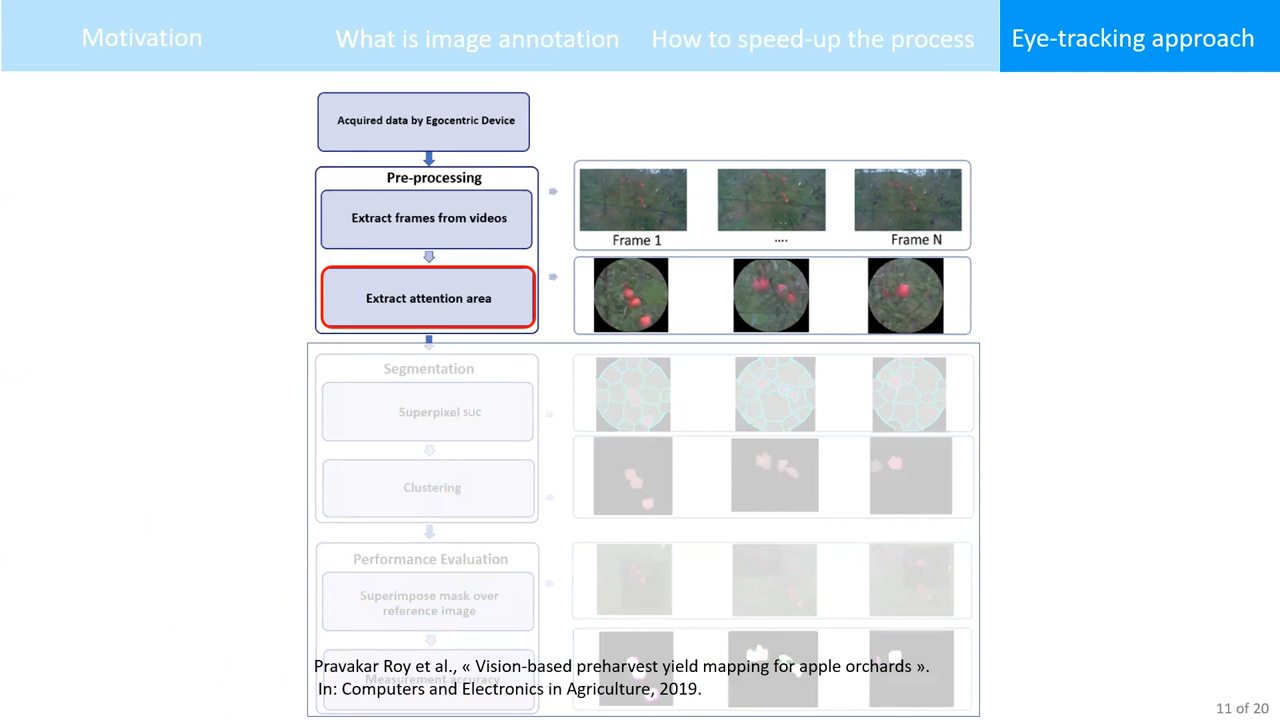 Motivation
What is image annotation
How to speed-up the process
Eye-tracking approach
Acquired data by Egocentric Device
Pre-processing
Extract frames from videos
Frame 1
....
Frame N
Extract attention area
Segmentation
Superpixel SLIC
Clustering
Performance Evaluation
Superimpose mask over
reference image
Measurement accuracy
Pravakar Roy et al., « Vision-based preharvest yield mapping for apple orchards ».
In: Computers and Electronics in Agriculture, 2019.
11 of 20